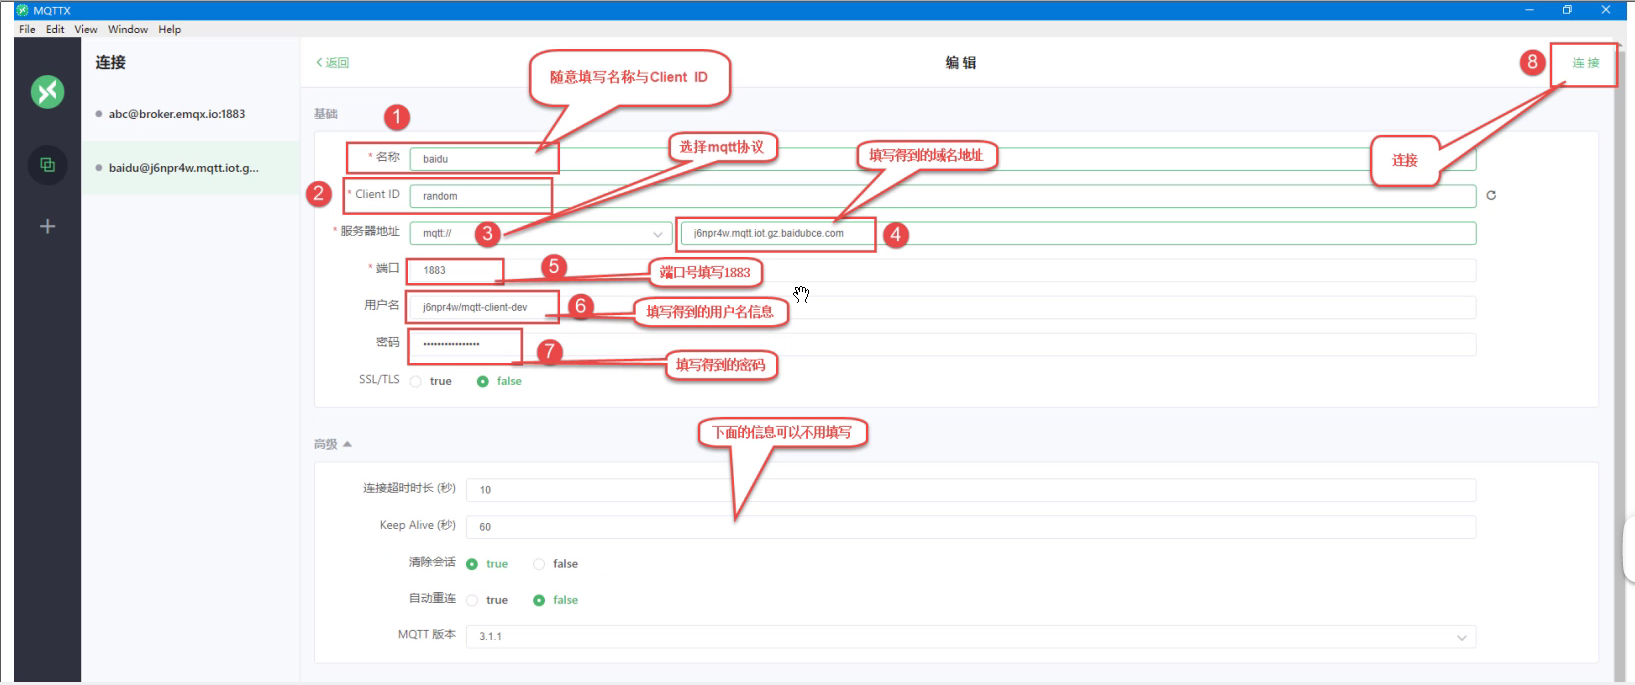 MQTTX
File Edit View Window Help
连接
abc@broker.emqx.io:1883
baidu@j6npr4w.mqtt.iot.g...
返回
编辑
连接
8
随意填写名称与Client ID
基础
1
* 名称 baidu
选择mqtt协议
填写得到的域名地址
连接
2
* Client ID random
* 服务器地址 mqtt://
3
j6npr4w.mqtt.iot.gz.baidubce.com
4
* 端口 1883
5
端口号填写1883
用户名 j6npr4w/mqtt-client-dev
6
填写得到的用户名信息
密码 ••••••••••••••••
7
填写得到的密码
SSL/TLS true false
下面的信息可以不用填写
高级
连接超时时长 (秒) 10
Keep Alive (秒) 60
清除会话 true false
自动重连 true false
MQTT 版本 3.1.1